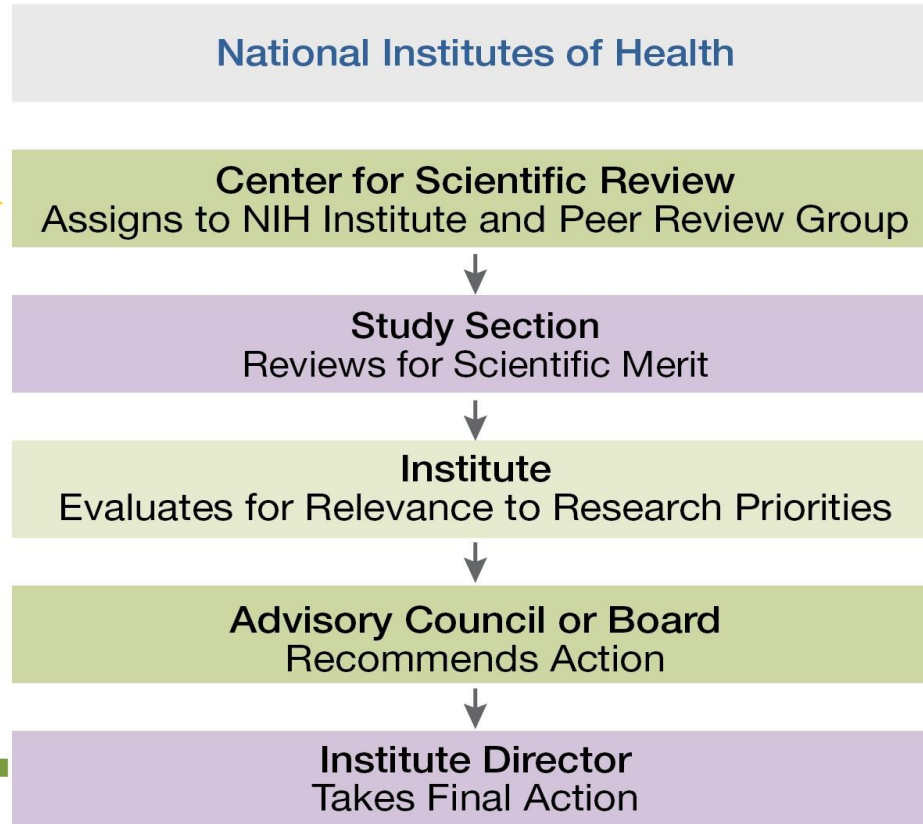 National Institutes of Health
Center for Scientific Review
Assigns to NIH Institute and Peer Review Group
Study Section
Reviews for Scientific Merit
Institute
Evaluates for Relevance to Research Priorities
Advisory Council or Board
Recommends Action
Institute Director
Takes Final Action